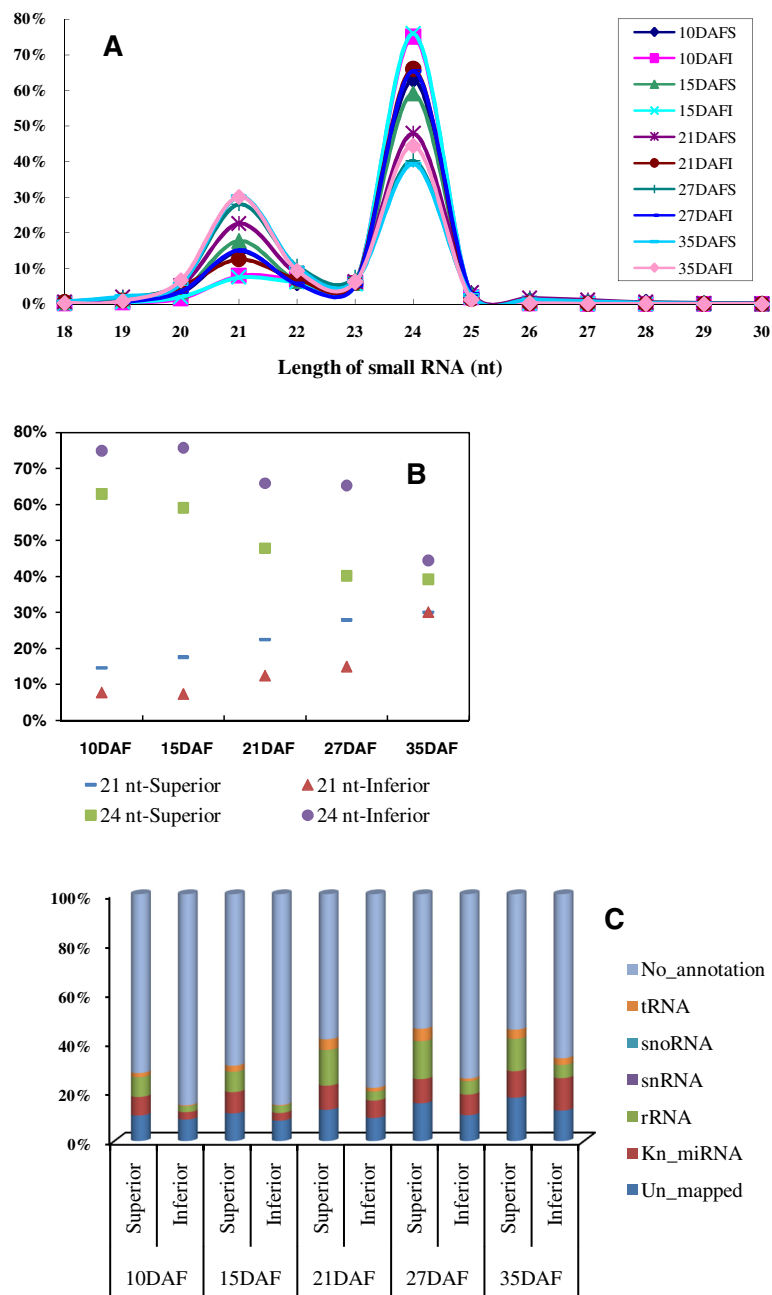 80%
70%
60%
50%
40%
30%
20%
10%
0%
A
10DAFS
10DAFI
15DAFS
15DAFI
21DAFS
21DAFI
27DAFS
27DAFI
35DAFS
35DAFI
18 19 20 21 22 23 24 25 26 27 28 29 30
Length of small RNA (nt)
80%
70%
60%
50%
40%
30%
20%
10%
0%
B
10DAF 15DAF 21DAF 27DAF 35DAF
21 nt-Superior 21 nt-Inferior
24 nt-Superior 24 nt-Inferior
100%
80%
60%
40%
20%
0%
C
No_annotation
tRNA
snoRNA
snRNA
rRNA
Kn_miRNA
Un_mapped
Superior Inferior Superior Inferior Superior Inferior Superior Inferior Superior Inferior
10DAF 15DAF 21DAF 27DAF 35DAF